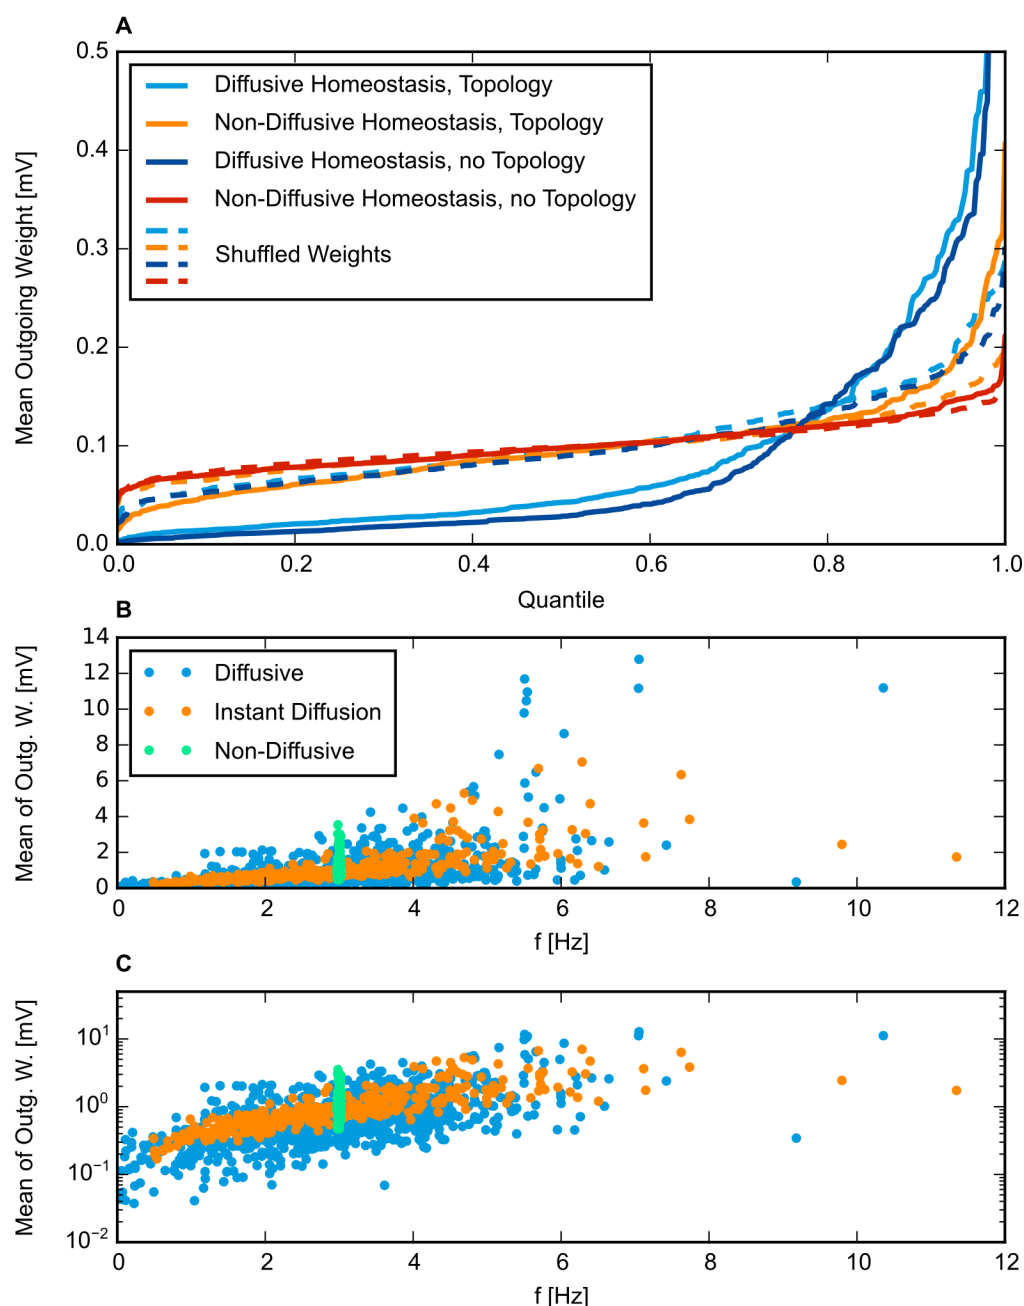 A
Mean Outgoing Weight [mV]
0.5
0.4
0.3
0.2
0.1
0.0
Diffusive Homeostasis, Topology
Non-Diffusive Homeostasis, Topology
Diffusive Homeostasis, no Topology
Non-Diffusive Homeostasis, no Topology
Shuffled Weights
0.0 0.2 0.4 0.6 0.8 1.0
Quantile
B
Mean of Outg. W. [mV]
14
12
10
8
6
4
2
0
Diffusive
Instant Diffusion
Non-Diffusive
0 2 4 6 8 10 12
f [Hz]
C
Mean of Outg. W. [mV]
10¹
10⁰
10⁻¹
10⁻²
0 2 4 6 8 10 12
f [Hz]